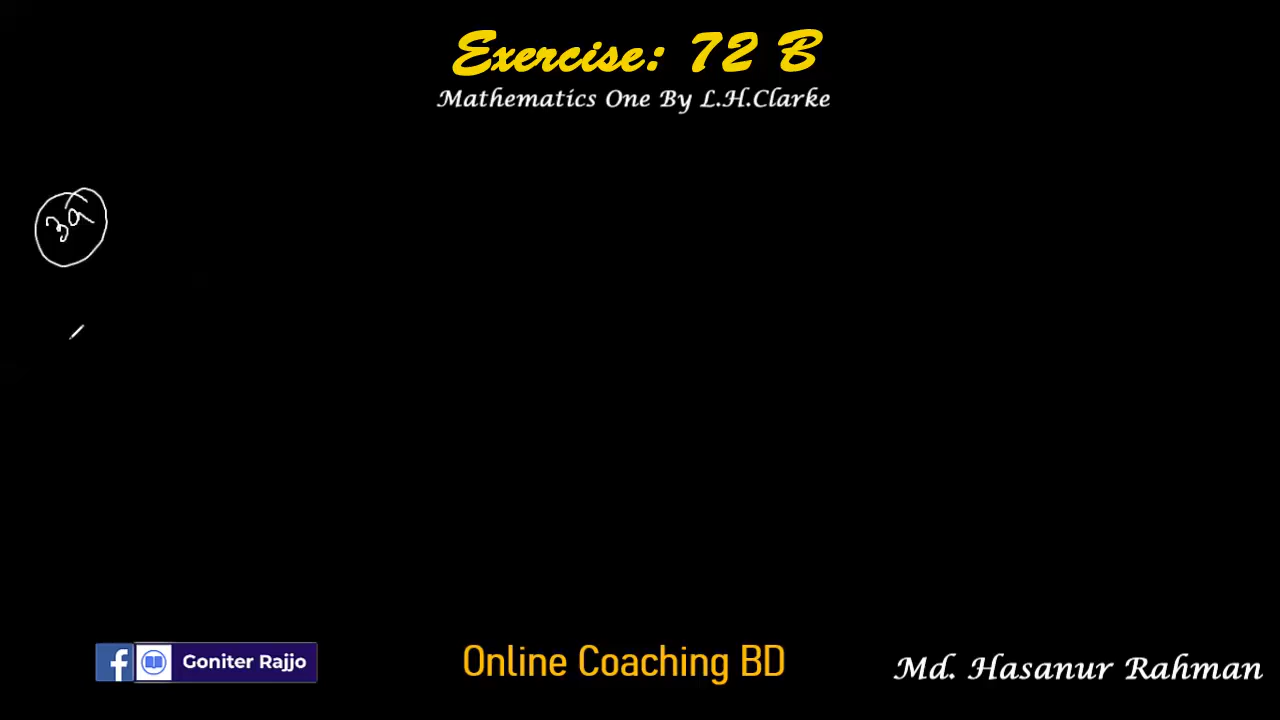 Exercise: 72 B
Mathematics One By L.H.Clarke
Goniter Rajjo
Online Coaching BD
Md. Hasanur Rahman